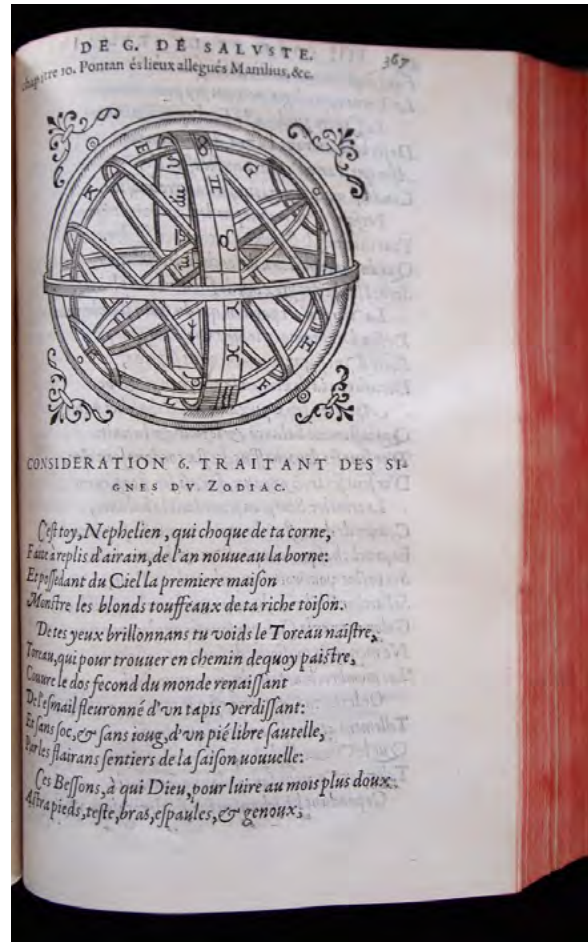 DE G. DE SALVSTE. 367
chapitre 10. Pontan és lieux allegués Manilius, &c.
CONSIDERATION 6. TRAITANT DES SI-
GNES DV ZODIAC.
C'est toy, Nephelien, qui choque de ta corne,
à replis d'airain, de l'an nouueau la borne:
Et possedant du Ciel la premiere maison
Monstre les blonds touffeaux de ta riche toison.
De tes yeux brillonnans tu voids le Toreau naistre,
Toreau, qui pour trouuer en chemin dequoy paistre,
Couure le dos fecond du monde renaissant
De l'esmail fleuronné d'vn tapis verdissant:
Et sans soc, & sans ioug, d'vn pié libre sautelle,
Par les flairans sentiers de la saison nouuelle:
Ces Bessons, à qui Dieu, pour luire au mois plus doux,
Astra pieds, teste, bras, espaules, & genoux;